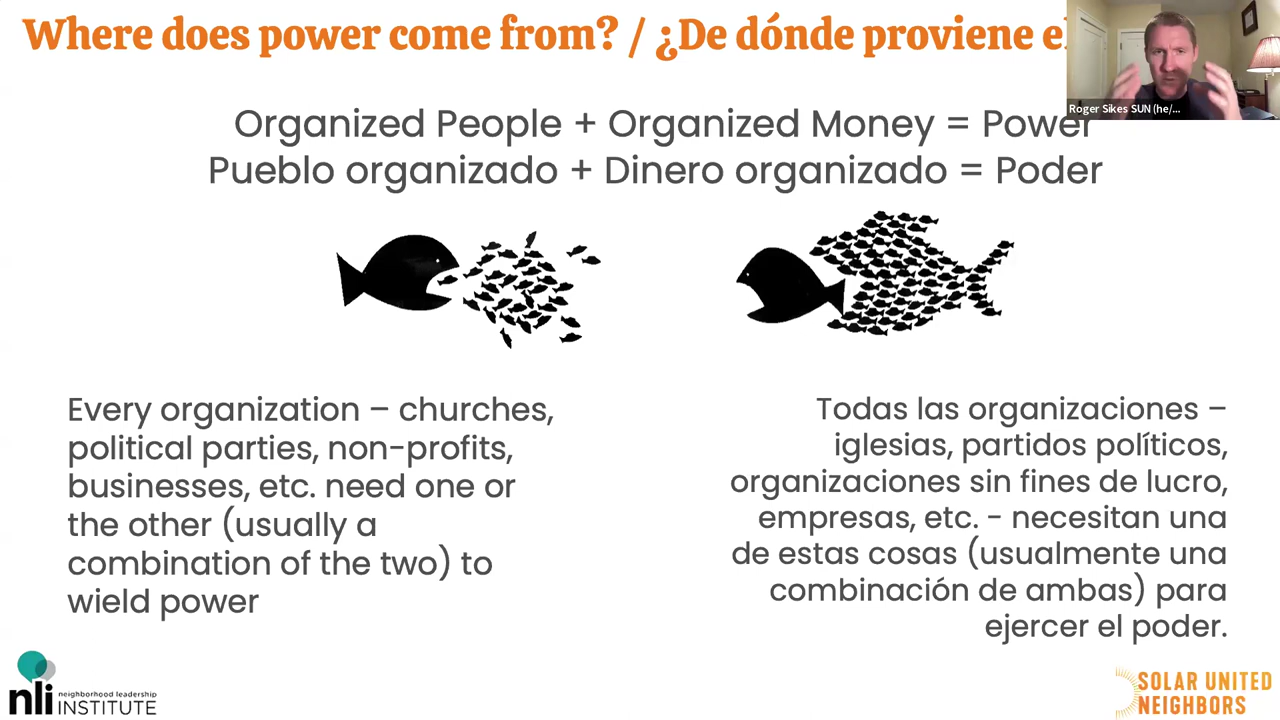 Where does power come from? / ¿De dónde proviene el
Roger Sikes SUN (he/...
Organized People + Organized Money = Power
Pueblo organizado + Dinero organizado = Poder
Every organization – churches,
political parties, non-profits,
businesses, etc. need one or
the other (usually a
combination of the two) to
wield power
Todas las organizaciones –
iglesias, partidos políticos,
organizaciones sin fines de lucro,
empresas, etc. - necesitan una
de estas cosas (usualmente una
combinación de ambas) para
ejercer el poder.
nli neighborhood leadership
INSTITUTE
SOLAR UNITED
NEIGHBORS